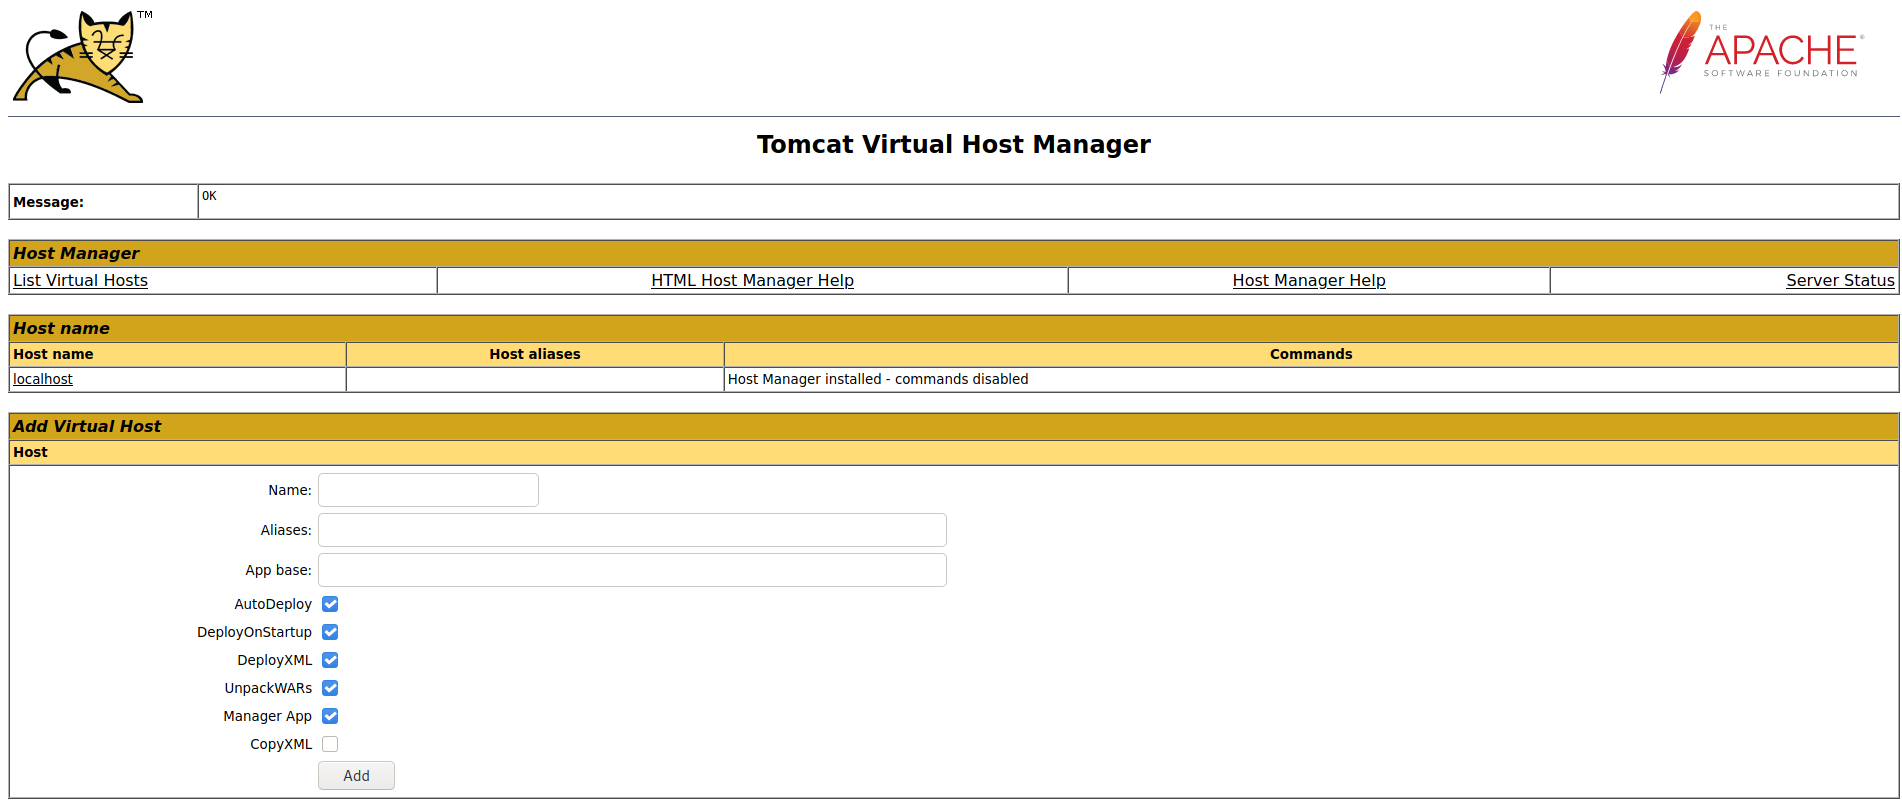 TM
THE
APACHE®
SOFTWARE FOUNDATION
Tomcat Virtual Host Manager
Message: OK
Host Manager
List Virtual Hosts HTML Host Manager Help Host Manager Help Server Status
Host name
Host name Host aliases Commands
localhost Host Manager installed - commands disabled
Add Virtual Host
Host
Name:
Aliases:
App base:
AutoDeploy
DeployOnStartup
DeployXML
UnpackWARs
Manager App
CopyXML
Add